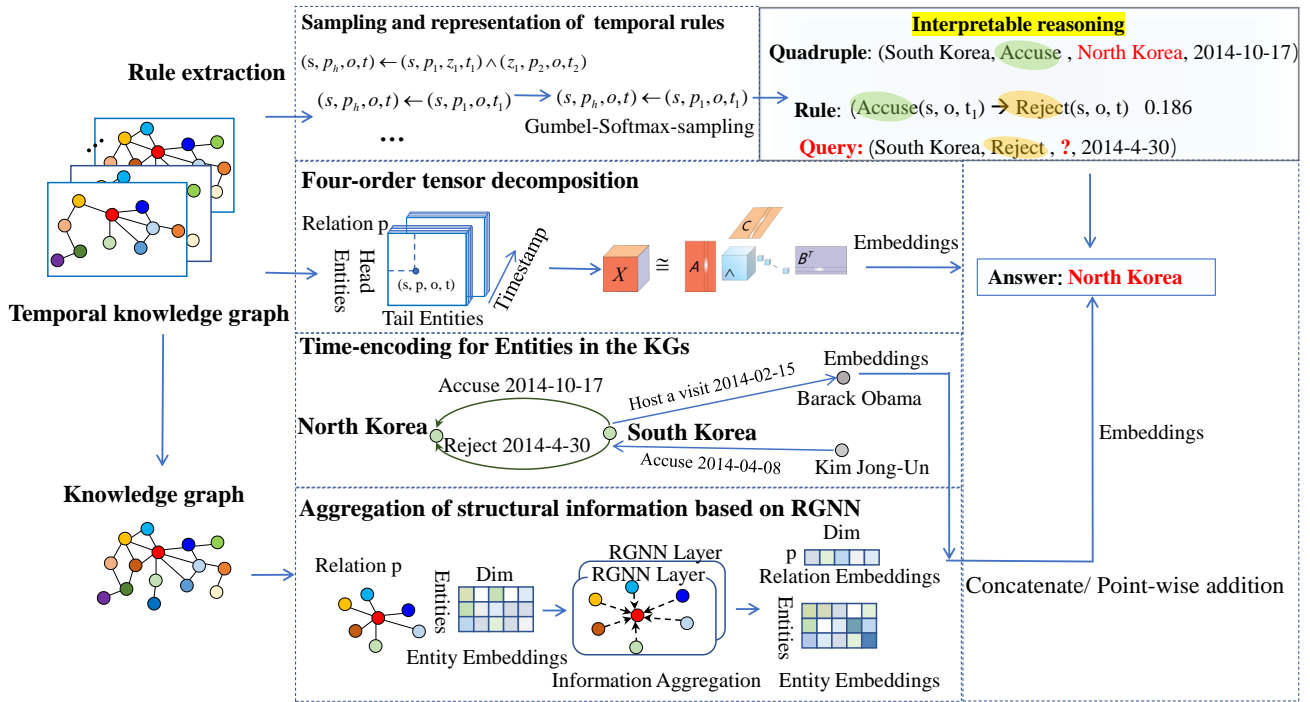 Rule extraction
Temporal knowledge graph
Knowledge graph
Sampling and representation of temporal rules
(s, p_h, o, t) ← (s, p_1, z_1, t_1) ∧ (z_1, p_2, o, t_2)
(s, p_h, o, t) ← (s, p_1, o, t_1)
(s, p_h, o, t) ← (s, p_1, o, t_1)
...
Gumbel-Softmax-sampling
Interpretable reasoning
Quadruple: (South Korea, Accuse , North Korea, 2014-10-17)
Rule: (Accuse(s, o, t_1) → Reject(s, o, t) 0.186
Query: (South Korea, Reject , ?, 2014-4-30)
Four-order tensor decomposition
Relation p
Head
Entities
(s, p, o, t)
Tail Entities
Timestamp
X
≅
A
C
Λ
B^T
Embeddings
Answer: North Korea
Time-encoding for Entities in the KGs
Accuse 2014-10-17
North Korea
Reject 2014-4-30
South Korea
Host a visit 2014-02-15
Accuse 2014-04-08
Embeddings
Barack Obama
Kim Jong-Un
Embeddings
Aggregation of structural information based on RGNN
Relation p
Entities
Dim
Entity Embeddings
RGNN Layer
RGNN Layer
Information Aggregation
Dim
p
Relation Embeddings
Entities
Entity Embeddings
Concatenate/ Point-wise addition